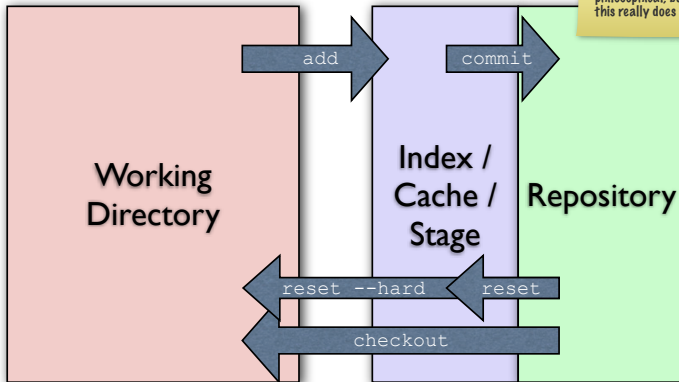 this really does
add
commit
Working
Directory
Index /
Cache /
Stage
Repository
reset --hard
reset
checkout